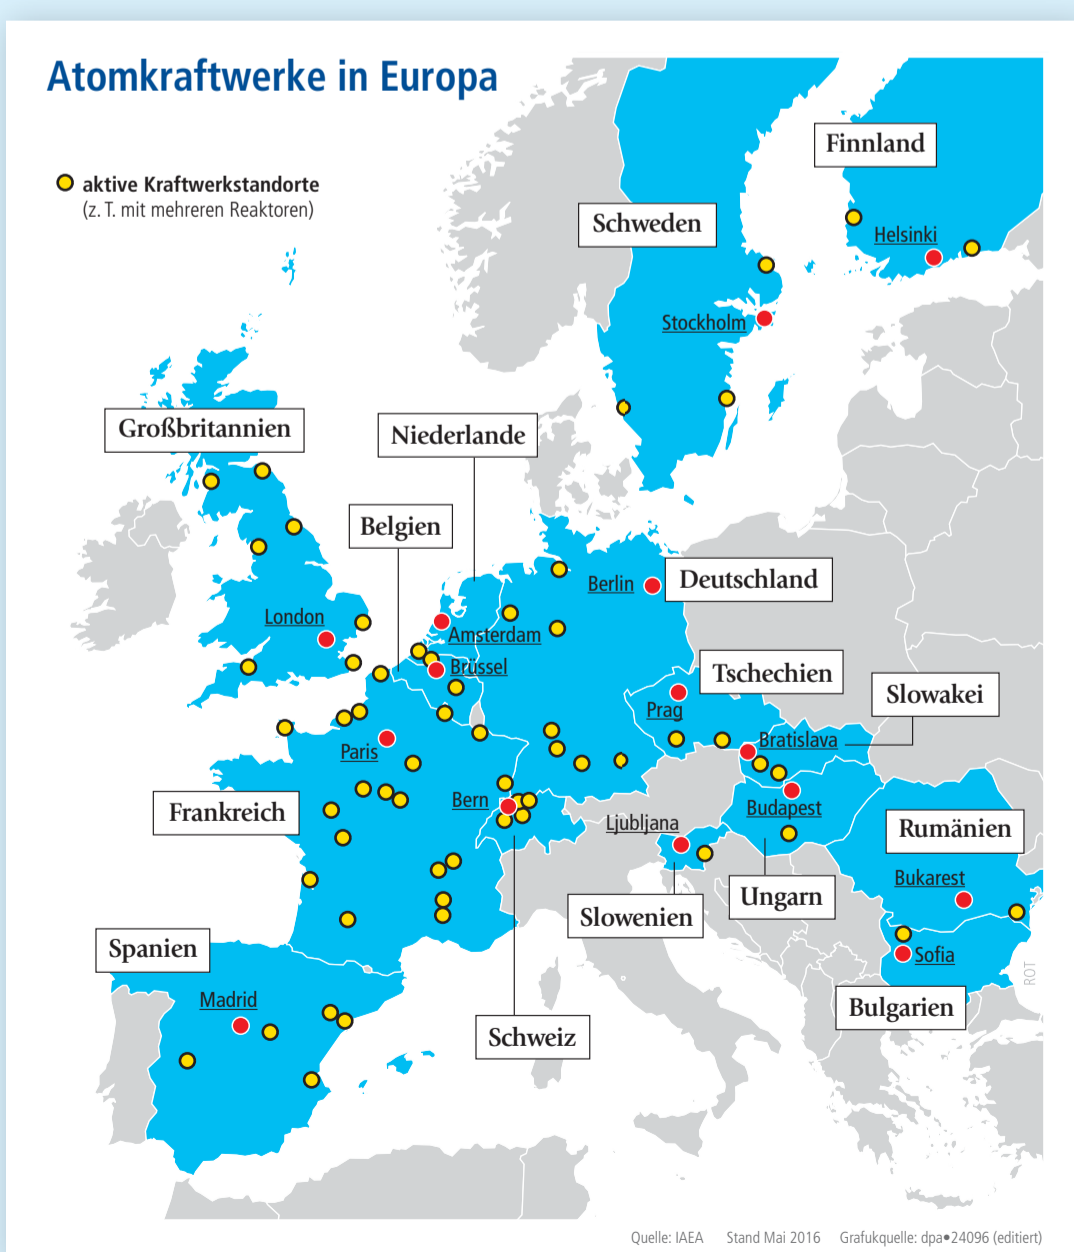 Atomkraftwerke in Europa
aktive Kraftwerkstandorte
(z. T. mit mehreren Reaktoren)
Finnland
Helsinki
Schweden
Stockholm
Großbritannien
Niederlande
Belgien
London
Berlin
Deutschland
Amsterdam
Brüssel
Tschechien
Slowakei
Prag
Bratislava
Paris
Frankreich
Bern
Budapest
Ljubljana
Rumänien
Bukarest
Ungarn
Slowenien
Spanien
Sofia
Madrid
Bulgarien
Schweiz
ROT
Quelle: IAEA Stand Mai 2016 Grafukquelle: dpa•24096 (editiert)